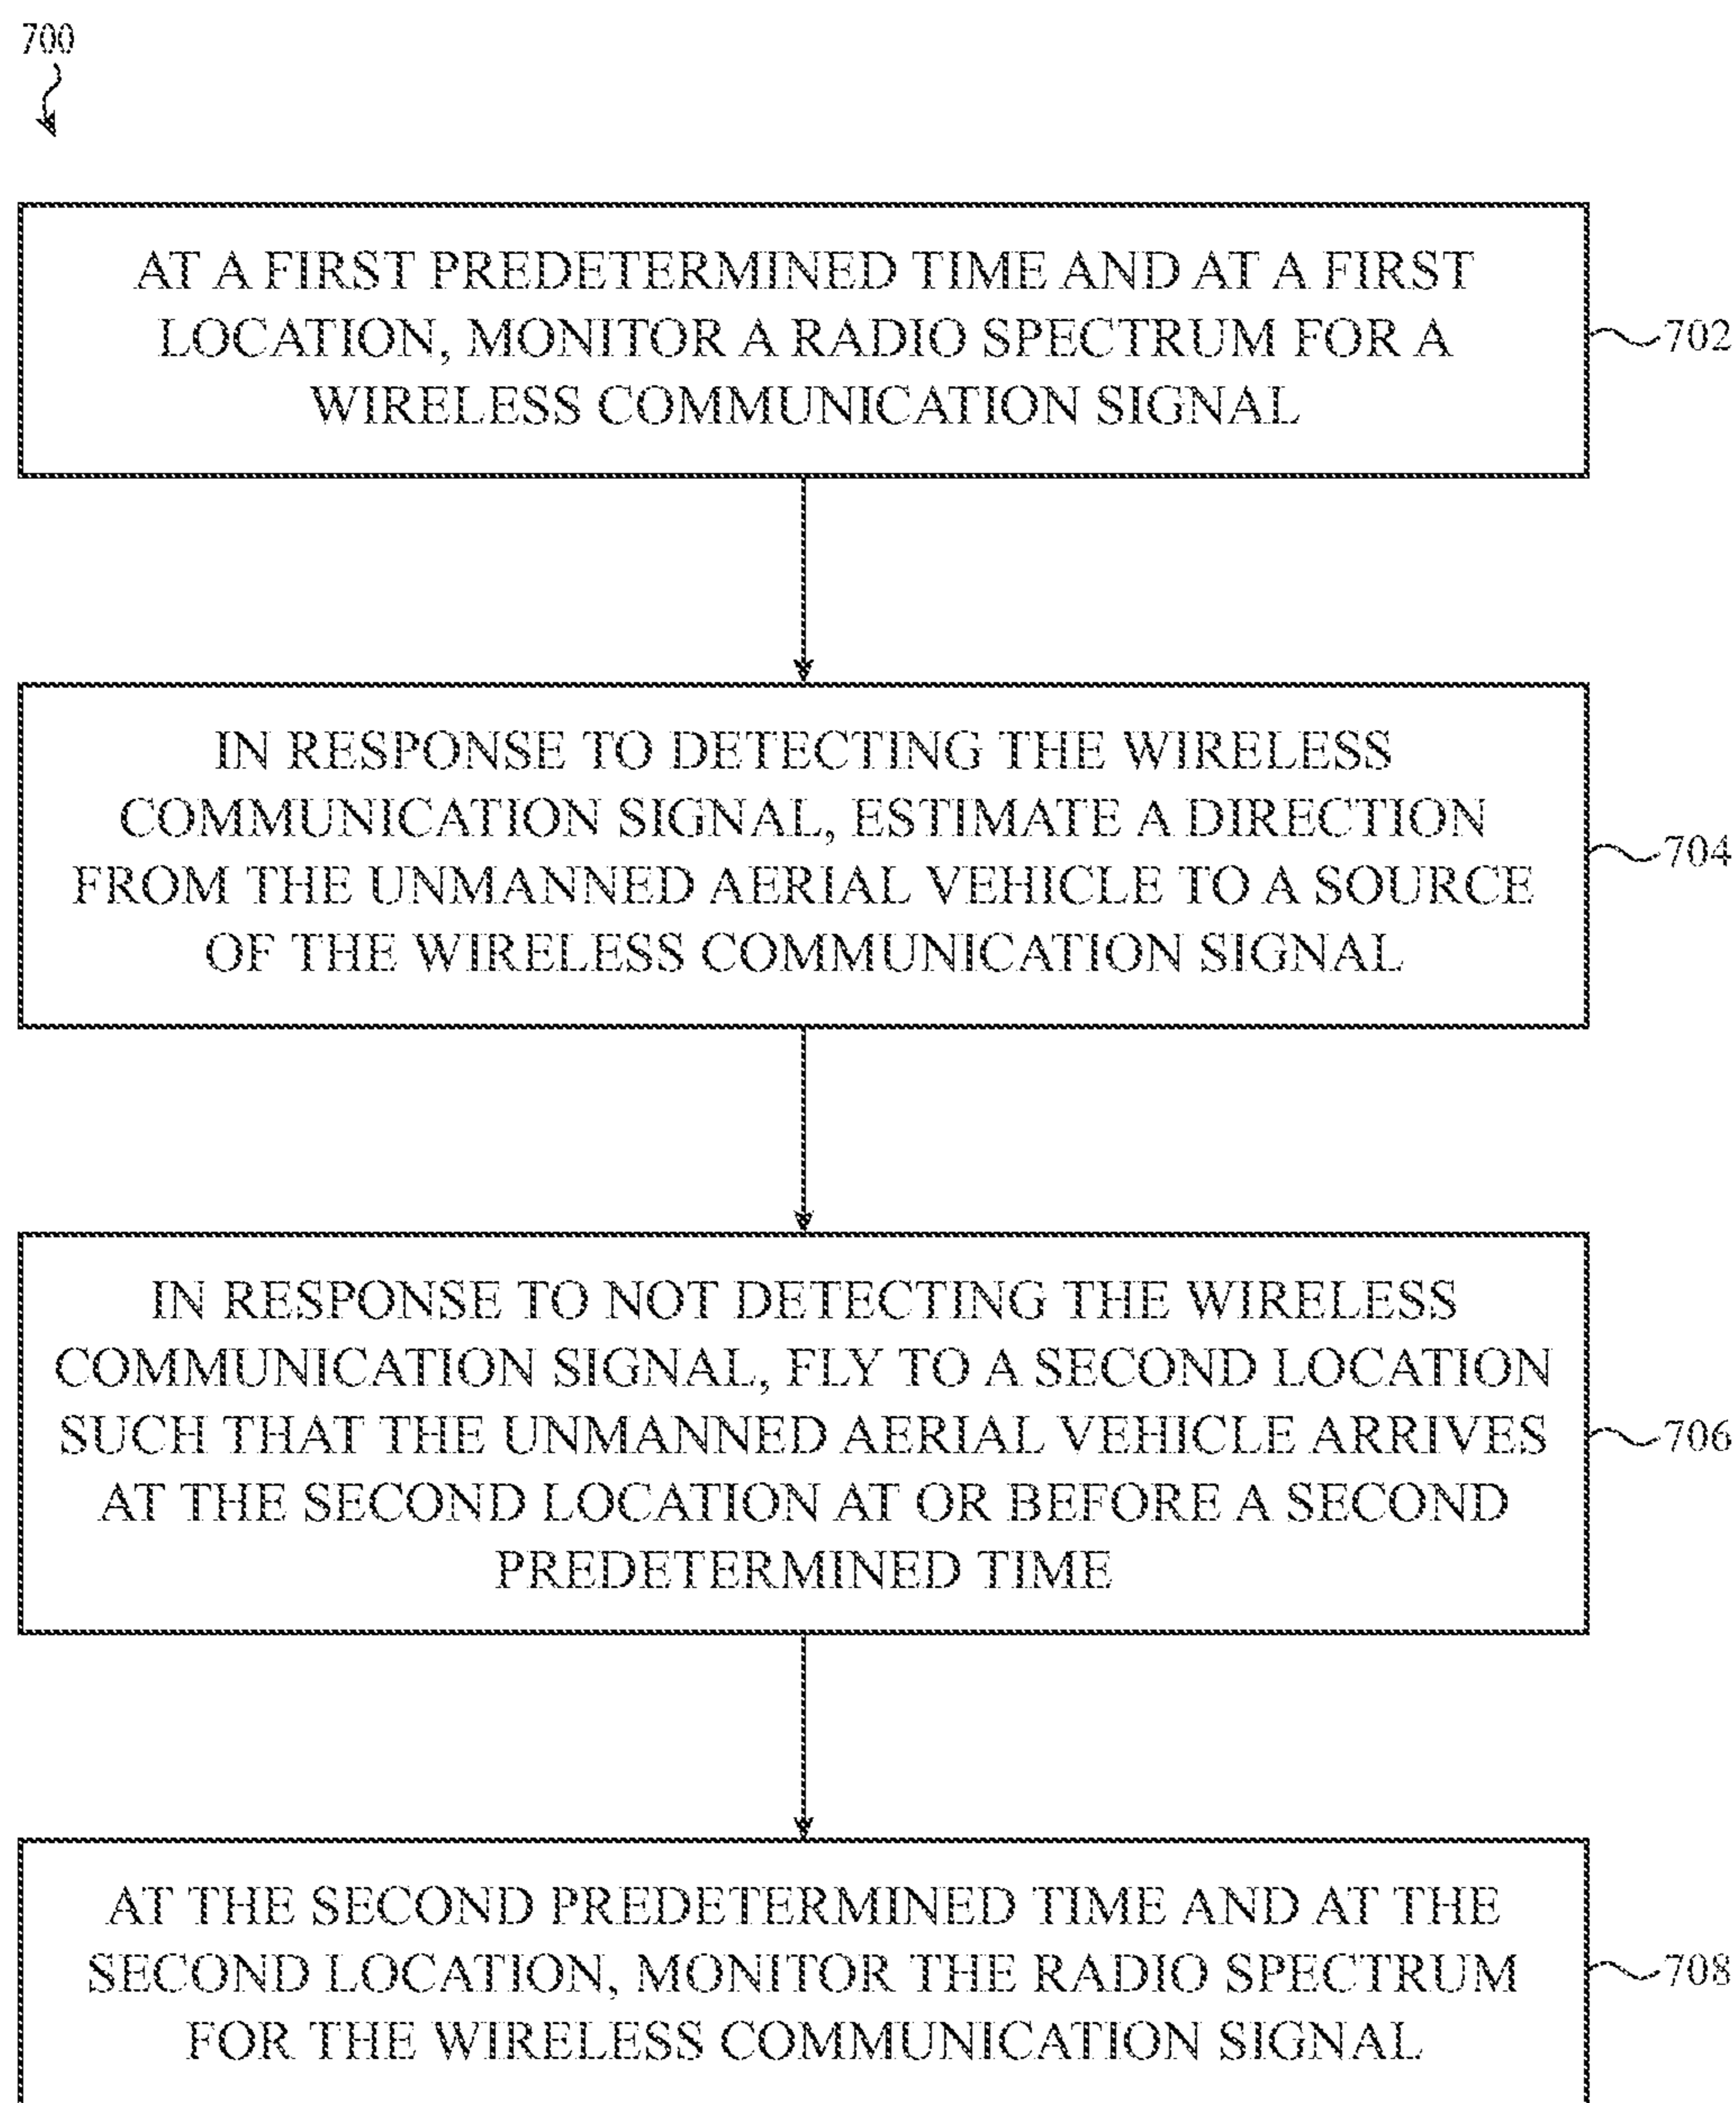 700
AT A FIRST PREDETERMINED TIME AND AT A FIRST
LOCATION, MONITOR A RADIO SPECTRUM FOR A
WIRELESS COMMUNICATION SIGNAL
702
IN RESPONSE TO DETECTING THE WIRELESS
COMMUNICATION SIGNAL, ESTIMATE A DIRECTION
FROM THE UNMANNED AERIAL VEHICLE TO A SOURCE
OF THE WIRELESS COMMUNICATION SIGNAL
704
IN RESPONSE TO NOT DETECTING THE WIRELESS
COMMUNICATION SIGNAL, FLY TO A SECOND LOCATION
SUCH THAT THE UNMANNED AERIAL VEHICLE ARRIVES
AT THE SECOND LOCATION AT OR BEFORE A SECOND
PREDETERMINED TIME
706
AT THE SECOND PREDETERMINED TIME AND AT THE
SECOND LOCATION, MONITOR THE RADIO SPECTRUM
FOR THE WIRELESS COMMUNICATION SIGNAL
708